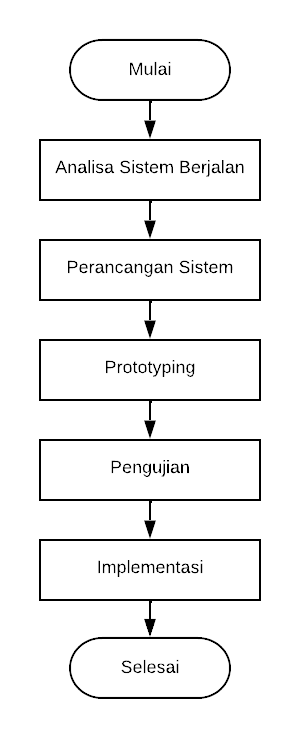 Mulai
Analisa Sistem Berjalan
Perancangan Sistem
Prototyping
Pengujian
Implementasi
Selesai